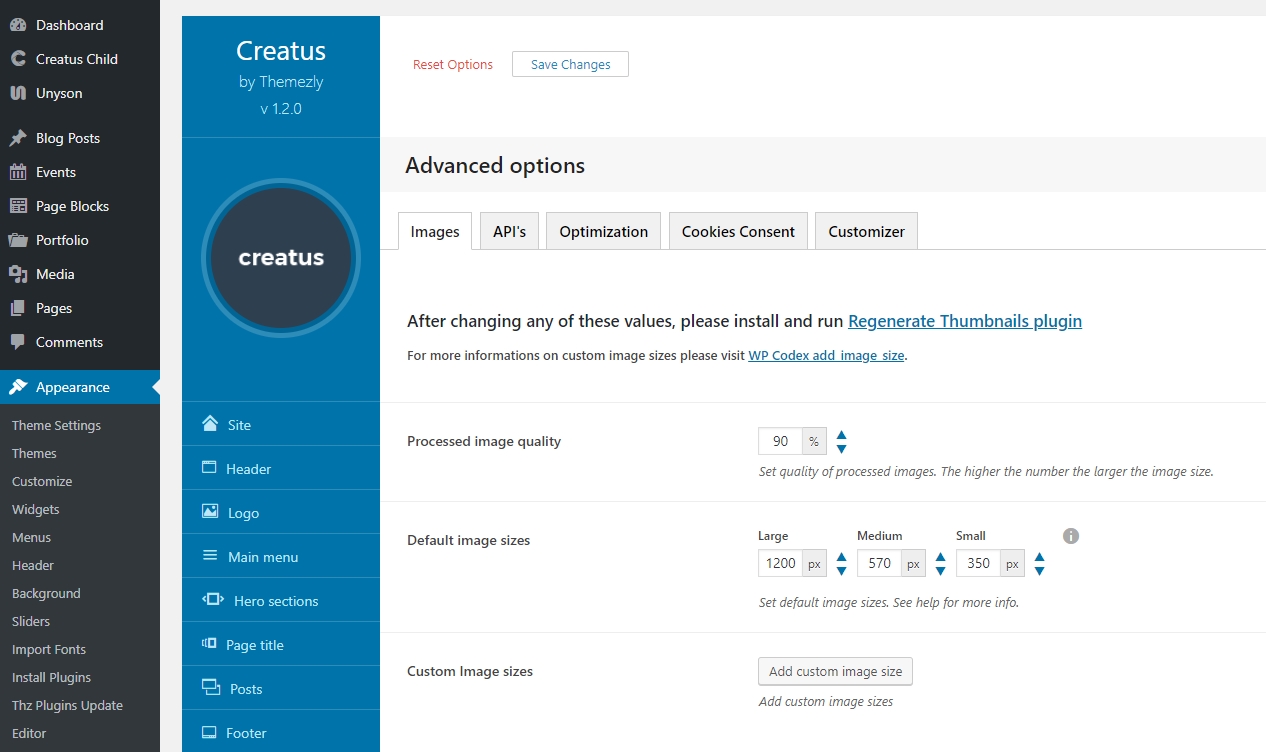 Dashboard
Creatus Child
Unyson
Blog Posts
Events
Page Blocks
Portfolio
Media
Pages
Comments
Appearance
Theme Settings
Themes
Customize
Widgets
Menus
Header
Background
Sliders
Import Fonts
Install Plugins
Thz Plugins Update
Editor
Creatus
by Themezly
v 1.2.0
creatus
Site
Header
Logo
Main menu
Hero sections
Page title
Posts
Footer
Reset Options Save Changes
Advanced options
Images API's Optimization Cookies Consent Customizer
After changing any of these values, please install and run Regenerate Thumbnails plugin
For more informations on custom image sizes please visit WP Codex add_image_size.
Processed image quality
90 %
Set quality of processed images. The higher the number the larger the image size.
Default image sizes
Large Medium Small
1200 px 570 px 350 px
Set default image sizes. See help for more info.
Custom Image sizes
Add custom image size
Add custom image sizes